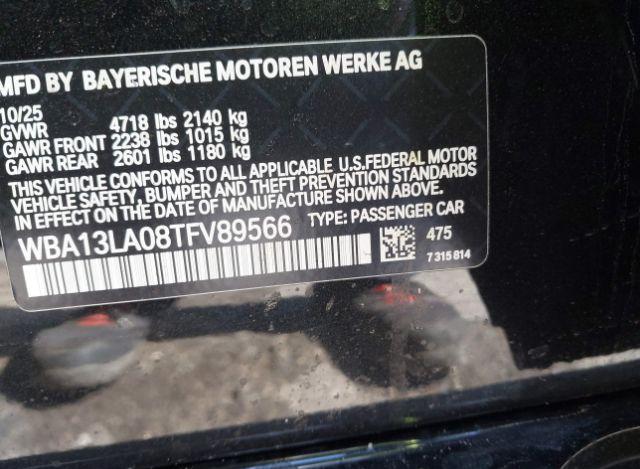 MFD BY BAYERISCHE MOTOREN WERKE AG
10/25
GVWR 4718 lbs 2140 kg
GAWR FRONT 2238 lbs 1015 kg
GAWR REAR 2601 lbs 1180 kg
THIS VEHICLE CONFORMS TO ALL APPLICABLE U.S.FEDERAL MOTOR
VEHICLE SAFETY, BUMPER AND THEFT PREVENTION STANDARDS
IN EFFECT ON THE DATE OF MANUFACTURE SHOWN ABOVE.
WBA13LA08TFV89566 TYPE: PASSENGER CAR
475
7 315 814